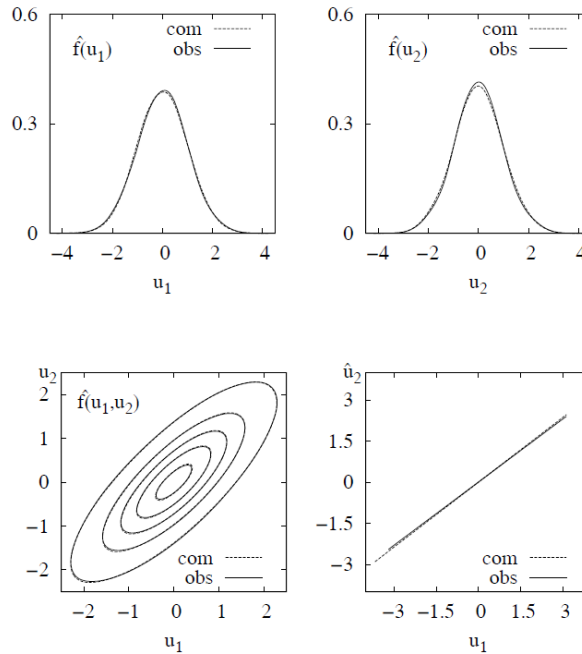 f̂(u₁) com
obs
0.6
0.3
0
−4 −2 0 2 4
u₁
f̂(u₂) com
obs
0.6
0.3
0
−4 −2 0 2 4
u₂
u₂
f̂(u₁,u₂)
2
1
0
−1
−2
com
obs
−2 −1 0 1 2
u₁
û₂
3
1.5
0
−1.5
−3
com
obs
−3 −1.5 0 1.5 3
u₁